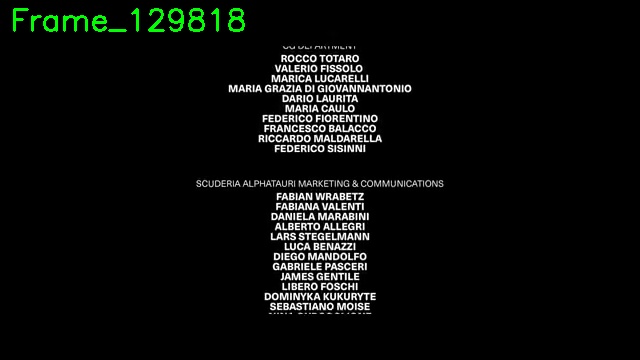 Frame_129818
CG DEPARTMENT
ROCCO TOTARO
VALERIO FISSOLO
MARICA LUCARELLI
MARIA GRAZIA DI GIOVANNANTONIO
DARIO LAURITA
MARIA CAULO
FEDERICO FIORENTINO
FRANCESCO BALACCO
RICCARDO MALDARELLA
FEDERICO SISINNI
SCUDERIA ALPHATAURI MARKETING & COMMUNICATIONS
FABIAN WRABETZ
FABIANA VALENTI
DANIELA MARABINI
ALBERTO ALLEGRI
LARS STEGELMANN
LUCA BENAZZI
DIEGO MANDOLFO
GABRIELE PASCERI
JAMES GENTILE
LIBERO FOSCHI
DOMINYKA KUKURYTE
SEBASTIANO MOISE